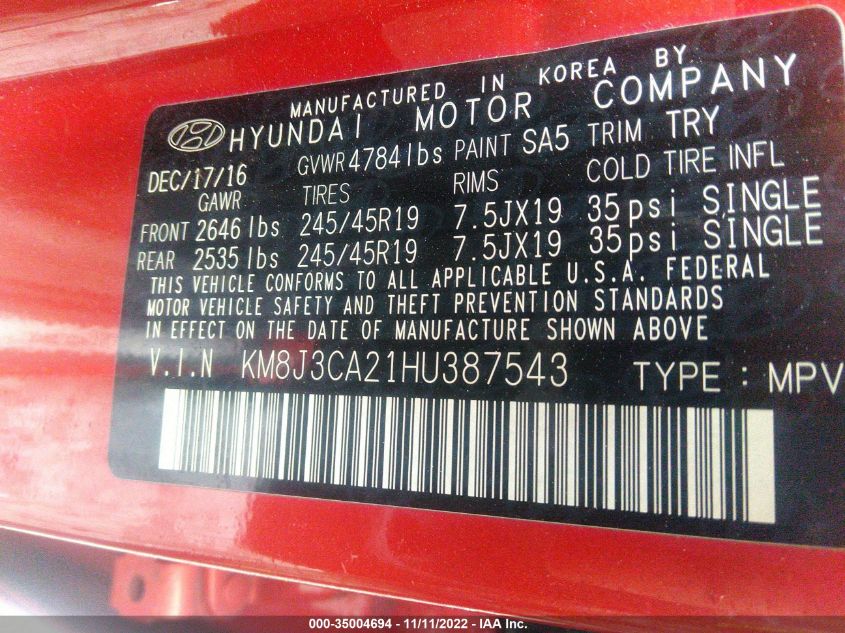 MANUFACTURED IN KOREA BY
HYUNDAI MOTOR COMPANY
DEC/17/16 GVWR 4784lbs PAINT SA5 TRIM TRY
GAWR TIRES RIMS COLD TIRE INFL
FRONT 2646 lbs 245/45R19 7.5JX19 35psi SINGLE
REAR 2535 lbs 245/45R19 7.5JX19 35psi SINGLE
THIS VEHICLE CONFORMS TO ALL APPLICABLE U.S.A. FEDERAL
MOTOR VEHICLE SAFETY AND THEFT PREVENTION STANDARDS
IN EFFECT ON THE DATE OF MANUFACTURE SHOWN ABOVE
V.I.N KM8J3CA21HU387543 TYPE : MPV
000-35004694 - 11/11/2022 - IAA Inc.